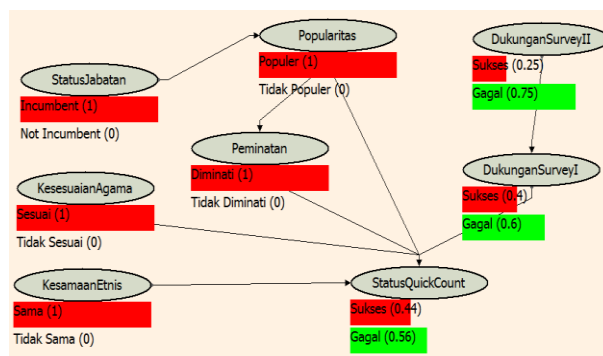 Popularitas
Populer (1)
Tidak Populer (0)
DukunganSurveyII
Sukses (0.25)
Gagal (0.75)
StatusJabatan
Incumbent (1)
Not Incumbent (0)
Peminatan
Diminati (1)
Tidak Diminati (0)
DukunganSurveyI
Sukses (0.4)
Gagal (0.6)
KesesuaianAgama
Sesuai (1)
Tidak Sesuai (0)
KesamaanEtnis
Sama (1)
Tidak Sama (0)
StatusQuickCount
Sukses (0.44)
Gagal (0.56)